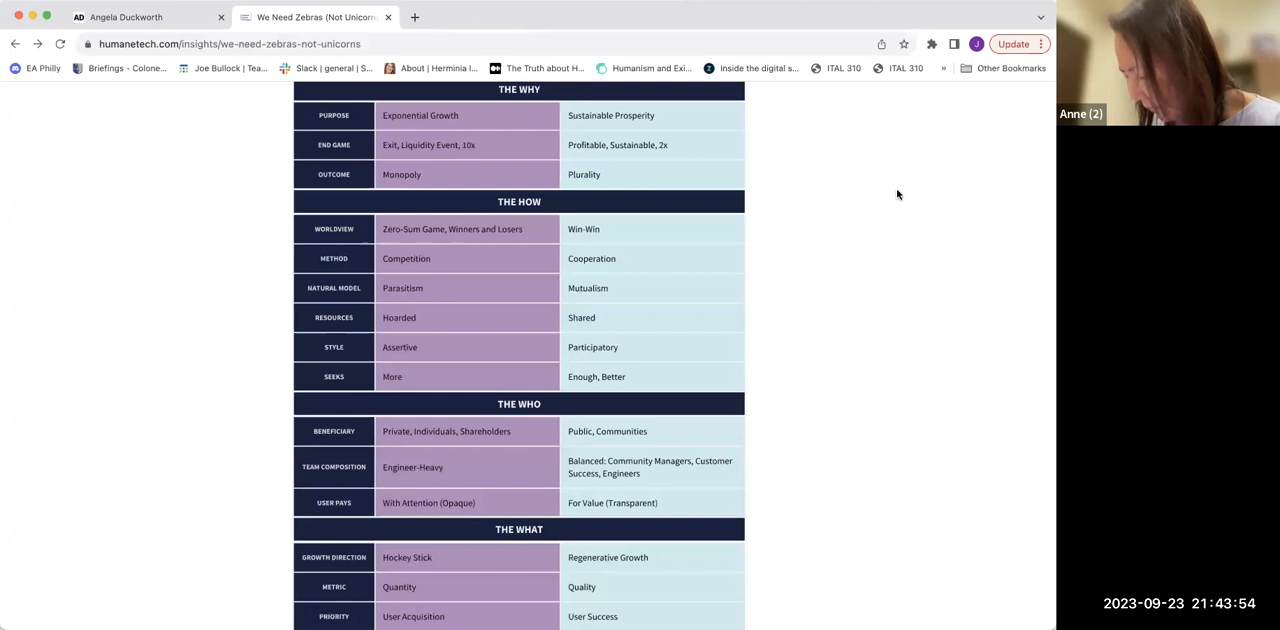 AD Angela Duckworth
We Need Zebras (Not Unicorn
humanetech.com/insights/we-need-zebras-not-unicorns
J
Update
EA Philly
Briefings - Colone...
Joe Bullock | Tea...
Slack | general | S...
About | Herminia I...
The Truth about H...
Humanism and Exi...
Inside the digital s...
ITAL 310
ITAL 310
»
Other Bookmarks
THE WHY
PURPOSE Exponential Growth Sustainable Prosperity
END GAME Exit, Liquidity Event, 10x Profitable, Sustainable, 2x
OUTCOME Monopoly Plurality
THE HOW
WORLDVIEW Zero-Sum Game, Winners and Losers Win-Win
METHOD Competition Cooperation
NATURAL MODEL Parasitism Mutualism
RESOURCES Hoarded Shared
STYLE Assertive Participatory
SEEKS More Enough, Better
THE WHO
BENEFICIARY Private, Individuals, Shareholders Public, Communities
TEAM COMPOSITION Engineer-Heavy Balanced: Community Managers, Customer
Success, Engineers
USER PAYS With Attention (Opaque) For Value (Transparent)
THE WHAT
GROWTH DIRECTION Hockey Stick Regenerative Growth
METRIC Quantity Quality
PRIORITY User Acquisition User Success
Anne (2)
2023-09-23 21:43:54